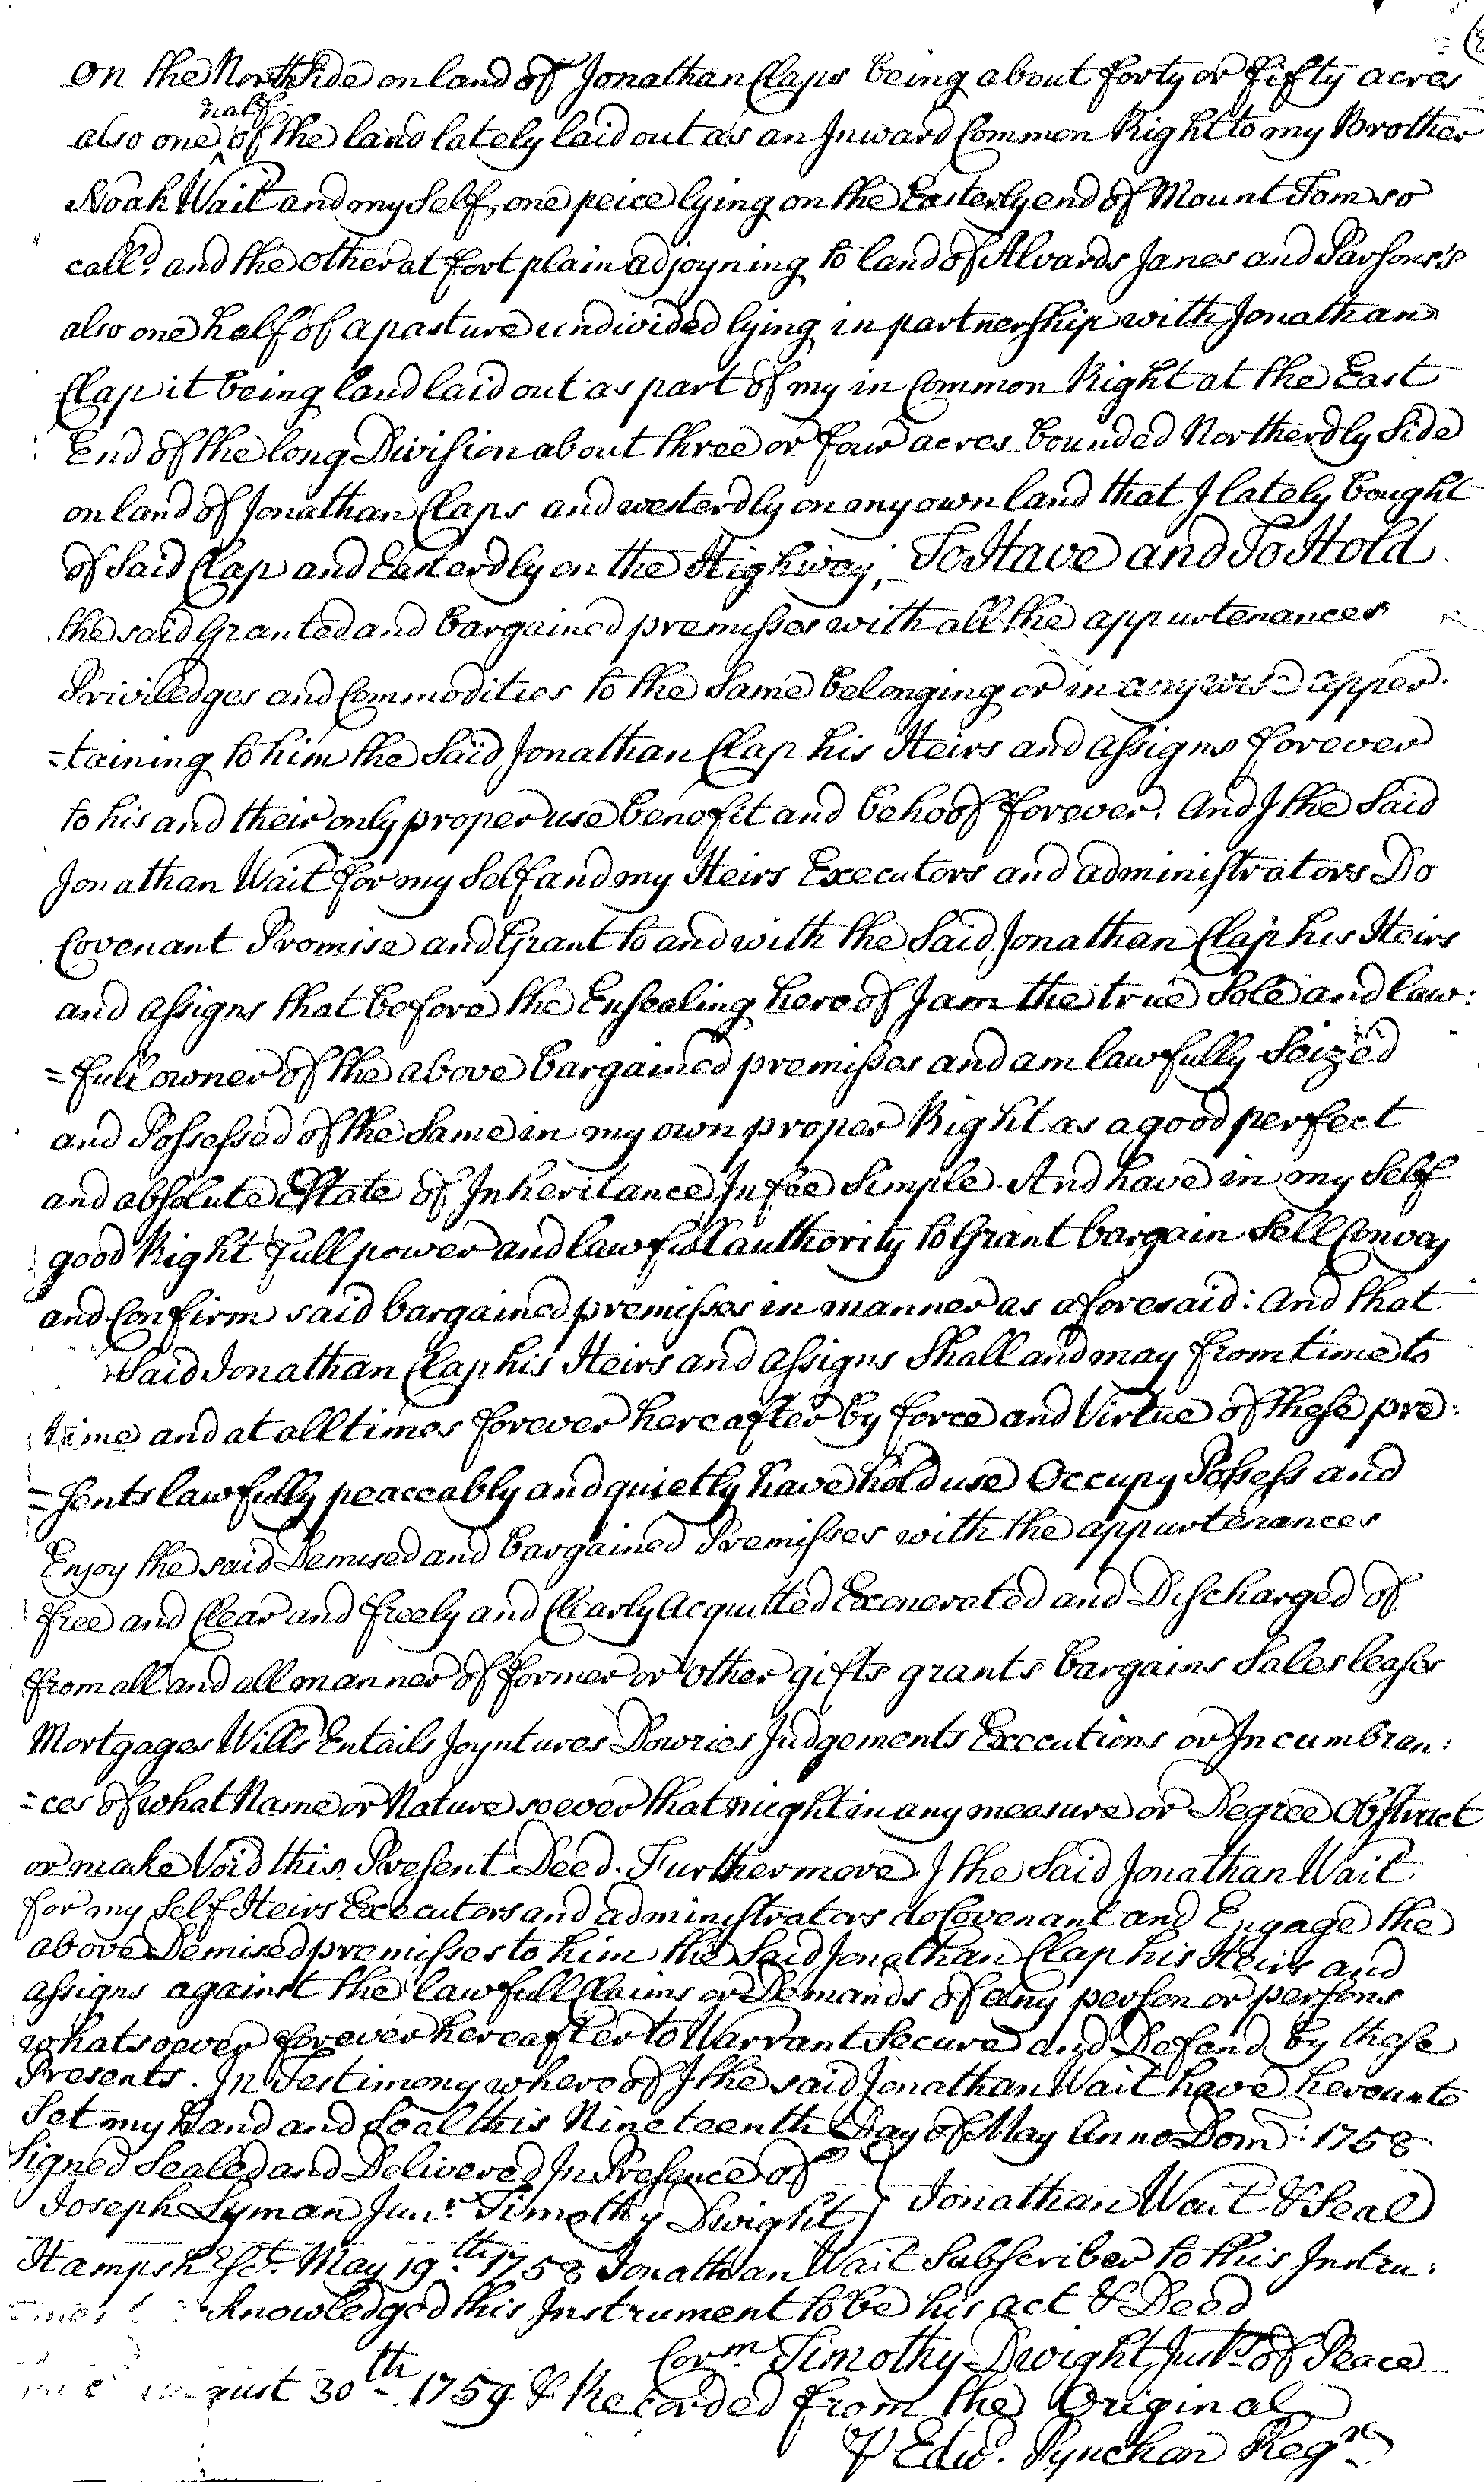 on the North side on land of Jonathan Claps being about forty or fifty acres
half
also one ^ of the land lately laid out as an Inward Common Right to my Brother
Noah Wait and my Self, one peice lying on the Easterly end of Mount Tom so
calld. and the other at fort plain adjoyning to land of Alvards Janes and Parsons's
also one half of a pasture undivided lying in partnership with Jonathan
Clap it being land laid out as part of my in Common Right at the East
End of the long Division about three or four acres bounded Northerdly Side
on land of Jonathan Claps and westerdly on my own land that I lately bought
of Said Clap and Easterdly on the Highway; To Have and To Hold
the said Granted and bargained premisses with all the appurtenances
Priviledges and Commodities to the Same belonging or in any wise apper-
=taining to him the Said Jonathan Clap his Heirs and assigns forever
to his and their only proper use benefit and behoof forever. And I the Said
Jonathan Wait for my Self and my Heirs Executors and administrators Do
Covenant Promise and Grant to and with the Said Jonathan Clap his Heirs
and assigns that before the Ensealing hereof I am the true Sole and law:
=full owner of the above bargained premisses and am lawfully Seized
and Possessed of the Same in my own proper Right as a good perfect
and absolute Estate of Inheritance In fee Simple. And have in my Self
good Right full power and lawfull authority to Grant bargain Sell Convey
and Confirm said bargained premisses in manner as aforesaid: And that
Said Jonathan Clap his Heirs and assigns Shall and may from time to
time and at all times forever hereafter by force and Virtue of these pre:
=sents lawfully peaceably and quietly have hold use Occupy Possess and
Enjoy the said Demised and bargained Premisses with the appurtenances
free and Clear and freely and Clearly Acquitted Exonerated and Discharged of
from all and all manner of former or other gifts grants bargains Sales leases
Mortgages Wills Entails Joyntures Dowries Judgements Executions or Incumbran:
=ces of what Name or Nature soever that might in any measure or Degree Obstruct
or make Void this Present Deed. Furthermore I the Said Jonathan Wait
for my Self Heirs Executors and administrators do Covenant and Engage the
above Demised premisses to him the Said Jonathan Clap his Heirs and
assigns against the lawfull Claims or Demands of any person or persons
whatsoever forever hereafter to Warrant Secure and Defend by these
Presents. In Testimony whereof I the said Jonathan Wait have hereunto
Set my Hand and Seal this Nineteenth Day of May Anno Dom: 1758
Signed Sealed and Delivered In Presence of } Jonathan Wait & Seal
Joseph Lyman Junr. Timothy Dwight
Hampshr. Sct. May 19th. 1758 Jonathan Wait Subscriber to this Instru:
knowledged this Instrument to be his act & Deed
Corm. Timothy Dwight Justs. of Peace
gust 30th. 1759 & Recorded from the Original
P Edwd. Pynchon Regr.